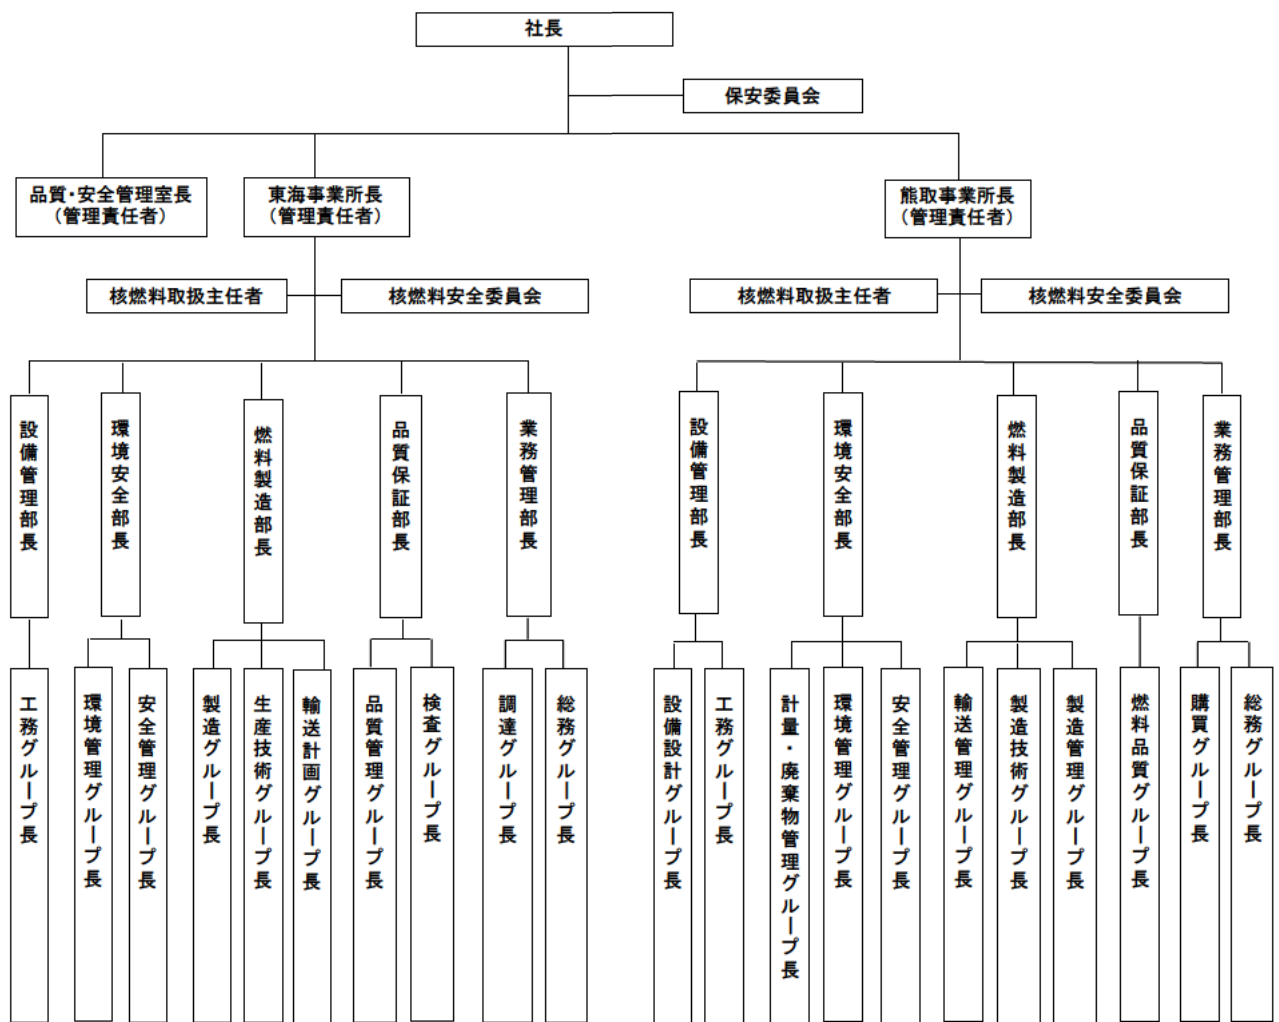 社長
保安委員会
品質・安全管理室長
（管理責任者）
東海事業所長
（管理責任者）
熊取事業所長
（管理責任者）
核燃料取扱主任者
核燃料安全委員会
核燃料取扱主任者
核燃料安全委員会
設備管理部長
環境安全部長
燃料製造部長
品質保証部長
業務管理部長
設備管理部長
環境安全部長
燃料製造部長
品質保証部長
業務管理部長
工務グループ長
環境管理グループ長
安全管理グループ長
製造グループ長
生産技術グループ長
輸送計画グループ長
品質管理グループ長
検査グループ長
調達グループ長
総務グループ長
設備設計グループ長
工務グループ長
計量・廃棄物管理グループ長
環境管理グループ長
安全管理グループ長
輸送管理グループ長
製造技術グループ長
製造管理グループ長
燃料品質グループ長
購買グループ長
総務グループ長